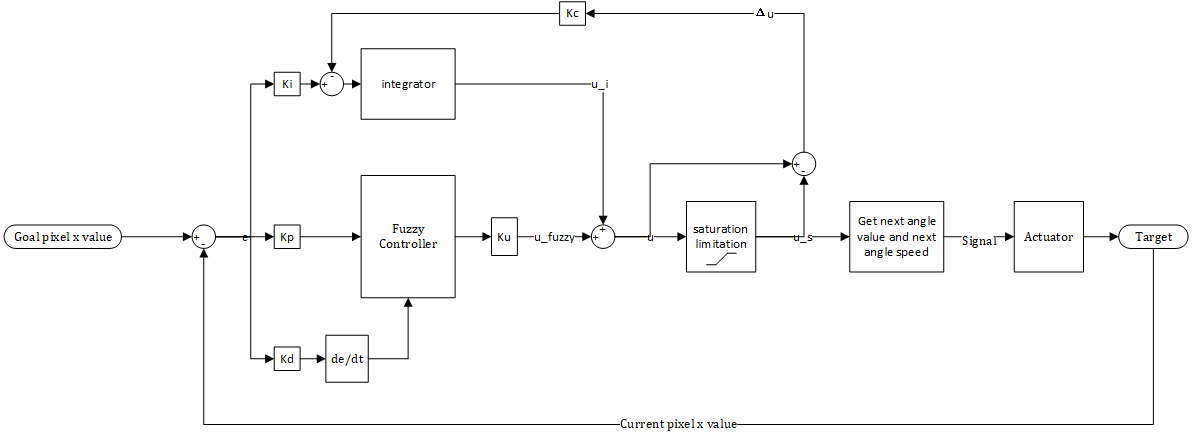 Kc
Δu
Ki
+
-
integrator
u_i
+
-
Goal pixel x value
+
-
e
Kp
Fuzzy
Controller
Ku
u_fuzzy
+
+
u
saturation
limitation
u_s
Get next angle
value and next
angle speed
Signal
Actuator
Target
Kd
de/dt
Current pixel x value